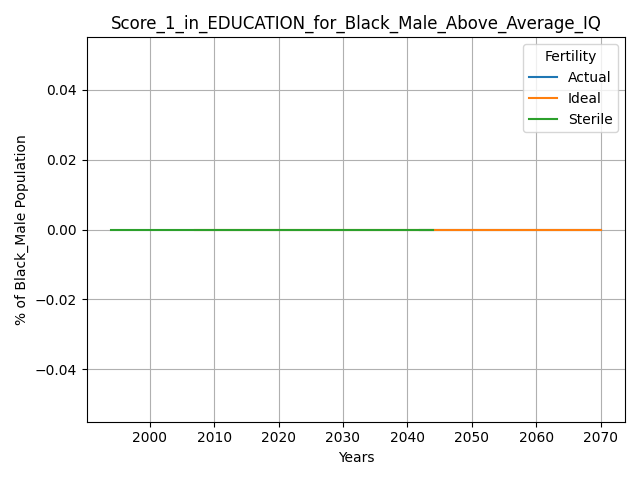 Score_1_in_EDUCATION_for_Black_Male_Above_Average_IQ
Fertility
Actual
Ideal
Sterile
% of Black_Male Population
0.04
0.02
0.00
−0.02
−0.04
2000 2010 2020 2030 2040 2050 2060 2070
Years